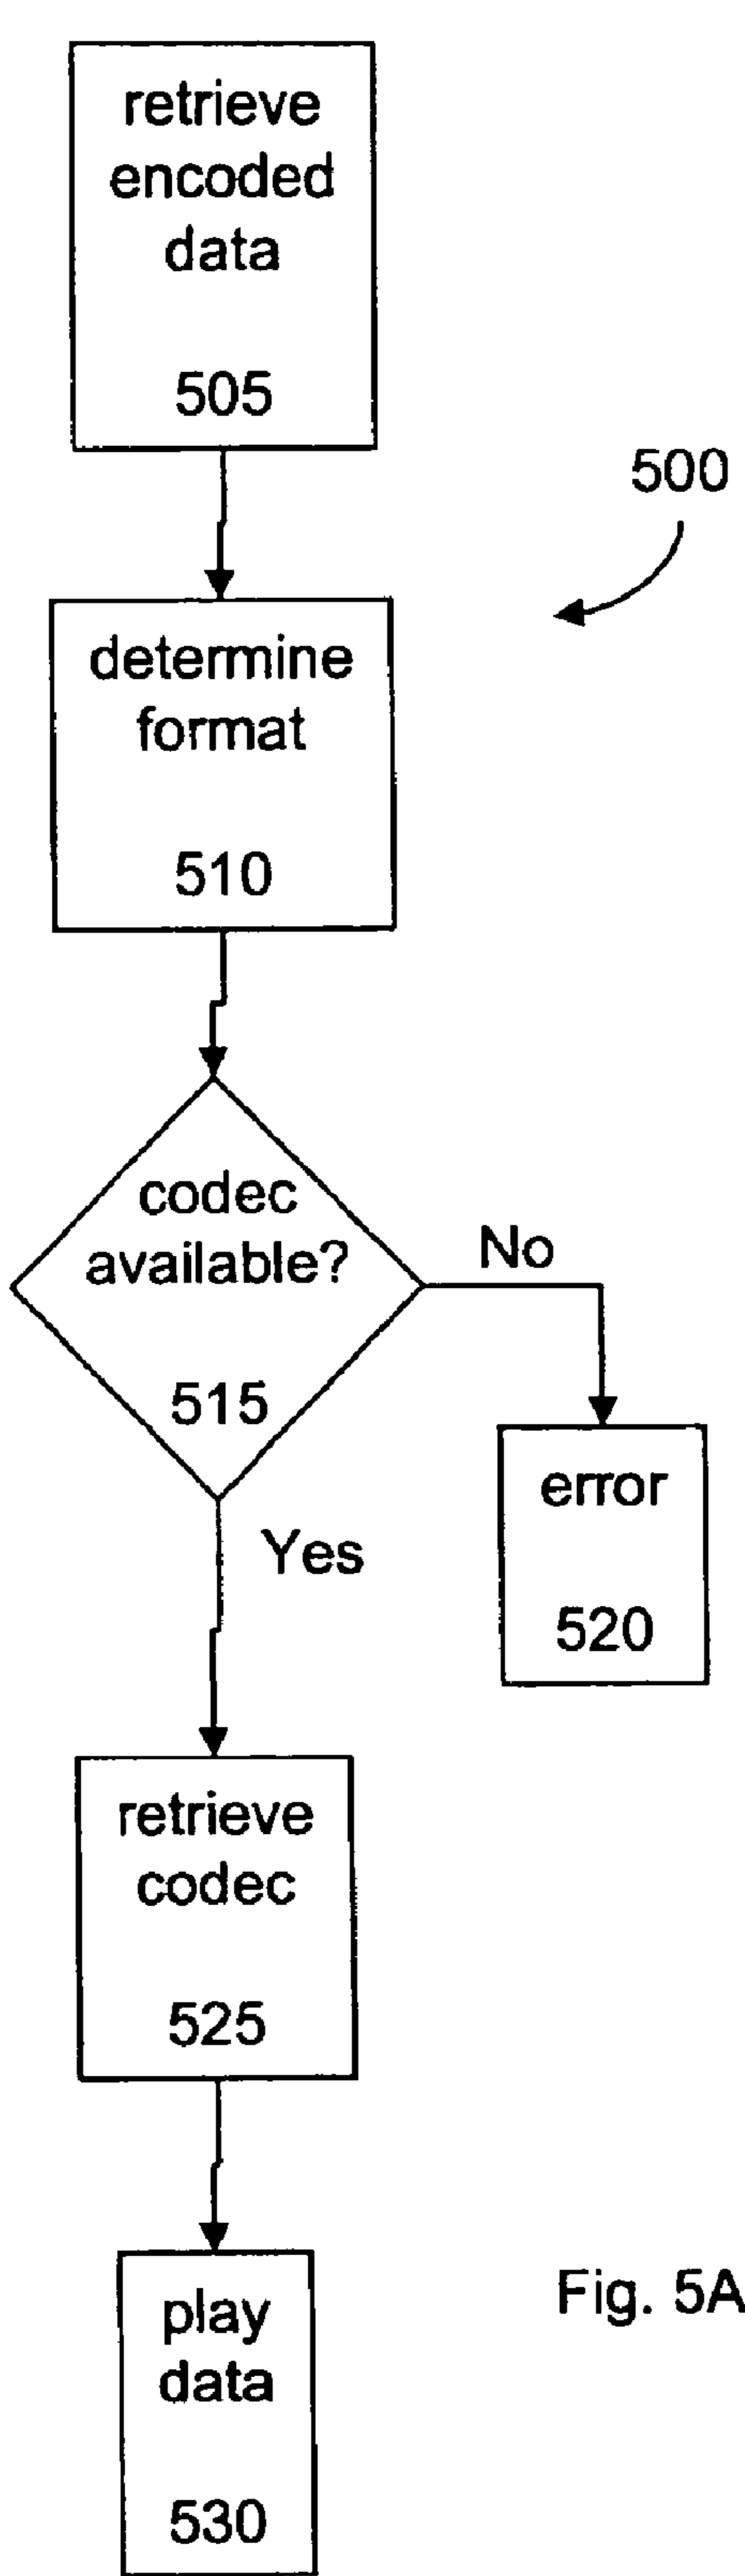 retrieve
encoded
data
505
500
determine
format
510
codec
available?
515
No
error
520
Yes
retrieve
codec
525
play
data
530
Fig. 5A